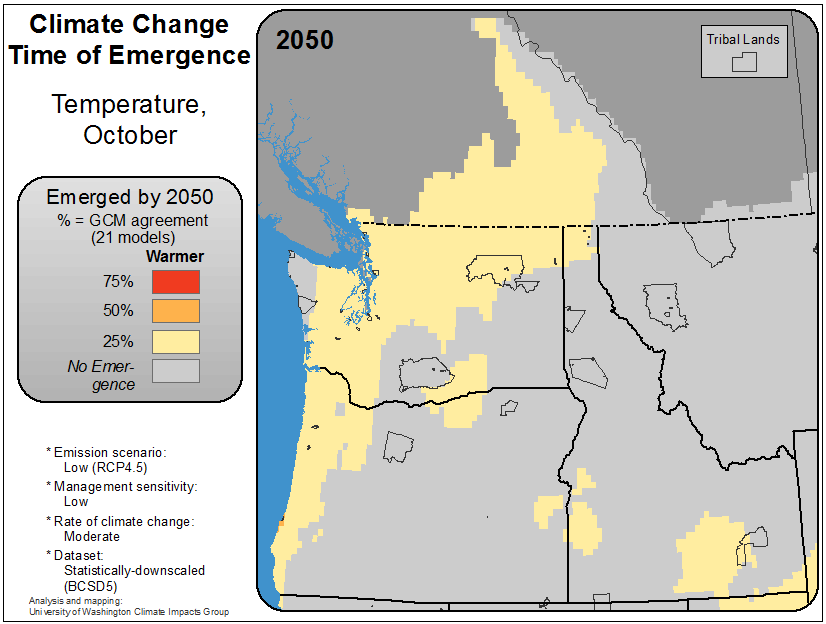 Climate Change
Time of Emergence
Temperature,
October
Emerged by 2050
% = GCM agreement
(21 models)
Warmer
75%
50%
25%
No Emer-
gence
* Emission scenario:
Low (RCP4.5)
* Management sensitivity:
Low
* Rate of climate change:
Moderate
* Dataset:
Statistically-downscaled
(BCSD5)
Analysis and mapping:
University of Washington Climate Impacts Group
2050
Tribal Lands